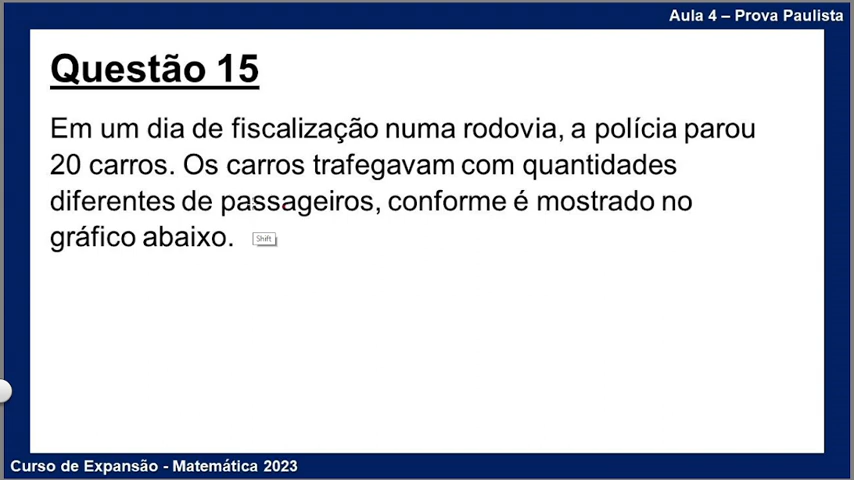 Aula 4 – Prova Paulista
Questão 15
Em um dia de fiscalização numa rodovia, a polícia parou
20 carros. Os carros trafegavam com quantidades
diferentes de passageiros, conforme é mostrado no
gráfico abaixo. Shift
Curso de Expansão - Matemática 2023